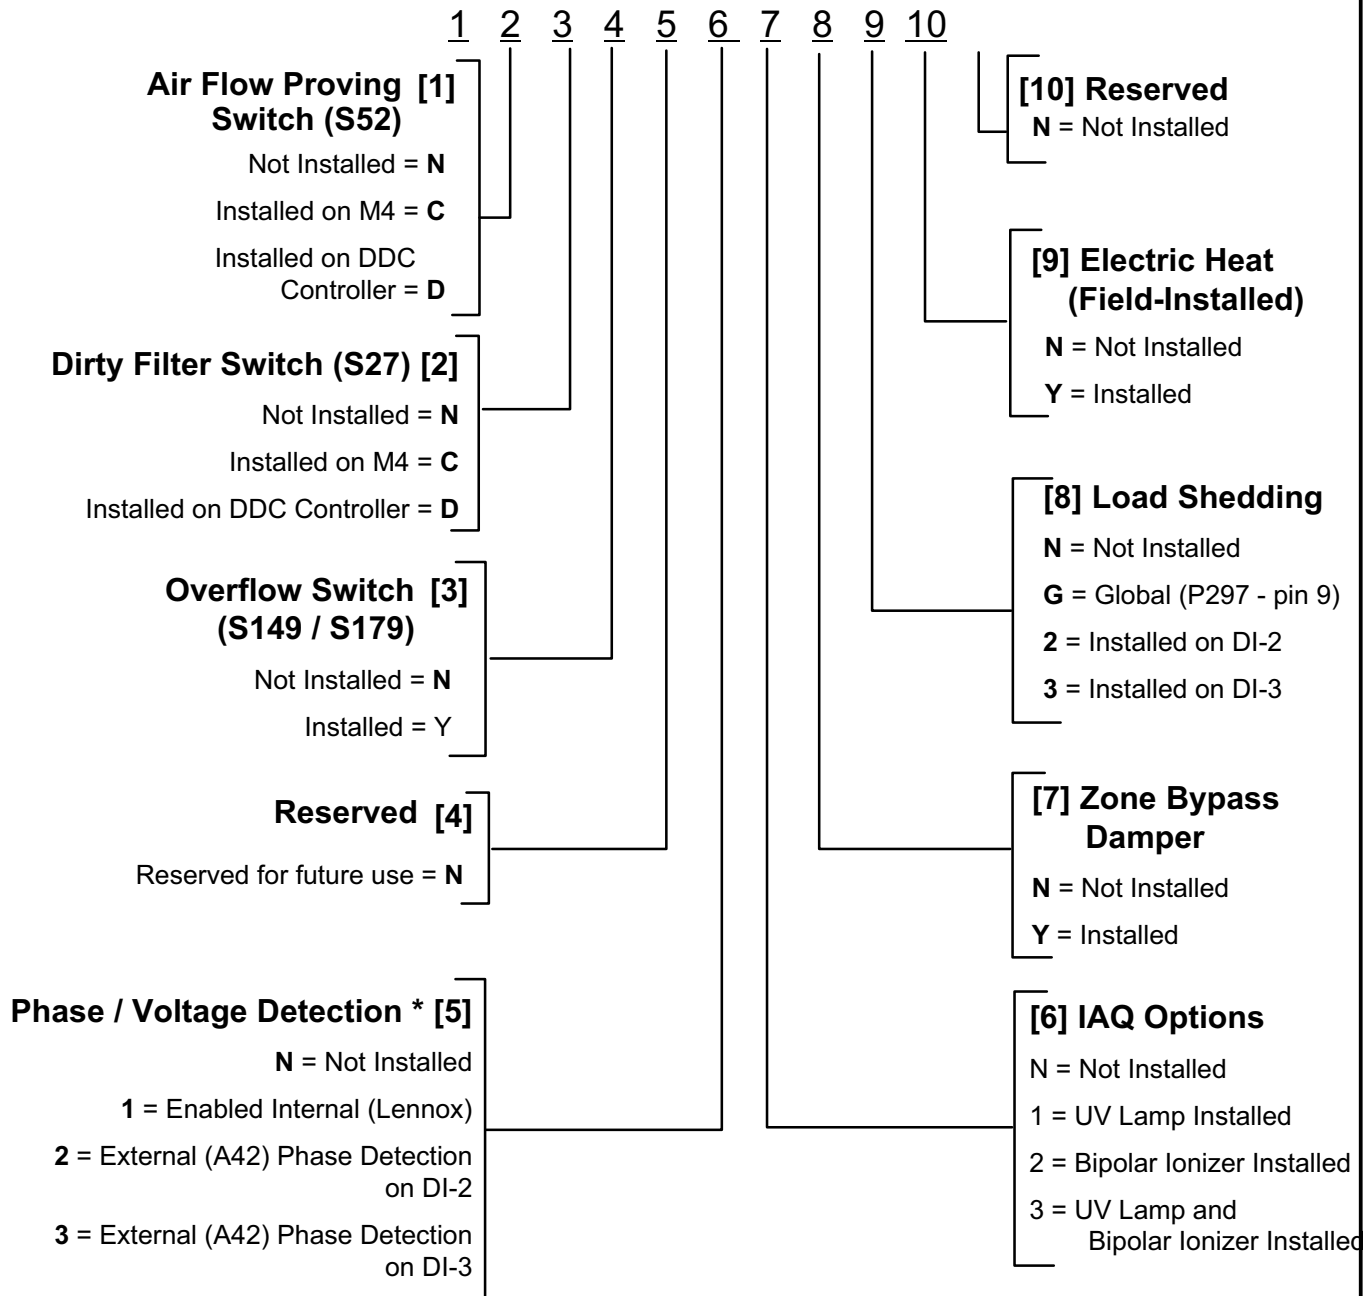 1 2 3 4 5 6 7 8 9 10
Air Flow Proving [1]
Switch (S52)
Not Installed = N
Installed on M4 = C
Installed on DDC
Controller = D
Dirty Filter Switch (S27) [2]
Not Installed = N
Installed on M4 = C
Installed on DDC Controller = D
Overflow Switch [3]
(S149 / S179)
Not Installed = N
Installed = Y
Reserved [4]
Reserved for future use = N
Phase / Voltage Detection * [5]
N = Not Installed
1 = Enabled Internal (Lennox)
2 = External (A42) Phase Detection
on DI-2
3 = External (A42) Phase Detection
on DI-3
[10] Reserved
N = Not Installed
[9] Electric Heat
(Field-Installed)
N = Not Installed
Y = Installed
[8] Load Shedding
N = Not Installed
G = Global (P297 - pin 9)
2 = Installed on DI-2
3 = Installed on DI-3
[7] Zone Bypass
Damper
N = Not Installed
Y = Installed
[6] IAQ Options
N = Not Installed
1 = UV Lamp Installed
2 = Bipolar Ionizer Installed
3 = UV Lamp and
Bipolar Ionizer Installed